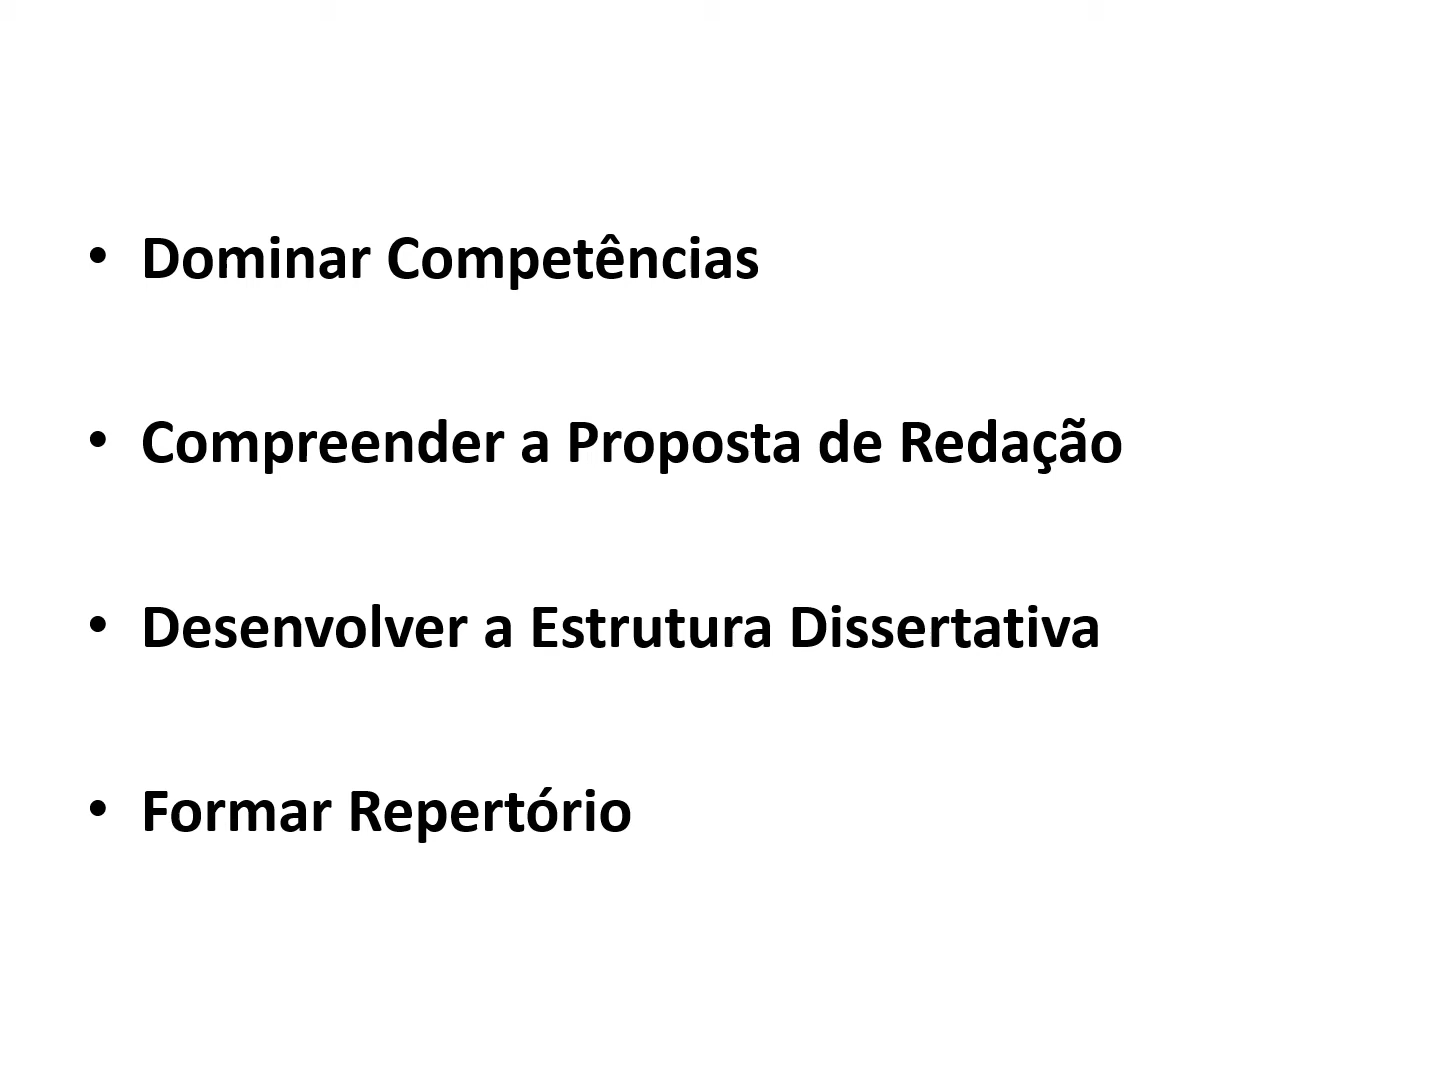 • Dominar Competências
• Compreender a Proposta de Redação
• Desenvolver a Estrutura Dissertativa
• Formar Repertório